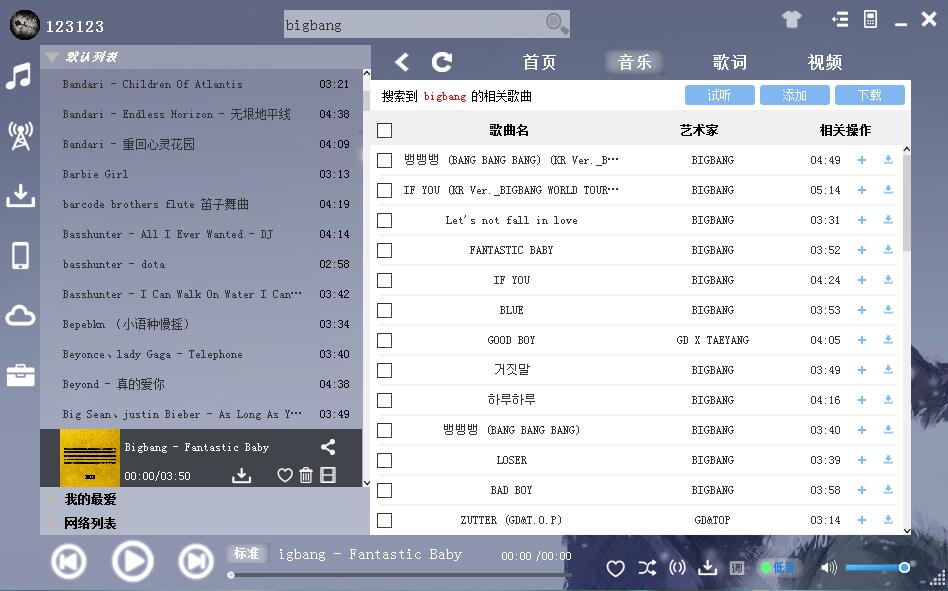 123123
bigbang
默认列表
Bandari - Children Of Atlantis 03:21
Bandari - Endless Horizon - 无垠地平线 04:38
Bandari - 重回心灵花园 04:09
Barbie Girl 03:13
barcode brothers flute 笛子舞曲 04:19
Basshunter - All I Ever Wanted - DJ 04:14
basshunter - dota 02:58
Basshunter - I Can Walk On Water I Can… 03:42
Bepebkn （小语种慢摇） 03:34
Beyonce、lady Gaga - Telephone 03:40
Beyond - 真的爱你 04:38
Big Sean、justin Bieber - As Long As Y… 03:49
Bigbang - Fantastic Baby
00:00/03:50
我的最爱
网络列表
首页 音乐 歌词 视频
搜索到 bigbang 的相关歌曲 试听 添加 下载
歌曲名 艺术家 相关操作
뱅뱅뱅 (BANG BANG BANG) (KR Ver._B… BIGBANG 04:49
IF YOU (KR Ver._BIGBANG WORLD TOUR… BIGBANG 05:14
Let's not fall in love BIGBANG 03:31
FANTASTIC BABY BIGBANG 03:52
IF YOU BIGBANG 04:24
BLUE BIGBANG 03:53
GOOD BOY GD X TAEYANG 04:05
거짓말 BIGBANG 03:49
하루하루 BIGBANG 04:16
뱅뱅뱅 (BANG BANG BANG) BIGBANG 03:40
LOSER BIGBANG 03:39
BAD BOY BIGBANG 03:58
ZUTTER (GD&T.O.P) GD&TOP 03:14
标准 igbang - Fantastic Baby 00:00 /00:00
词 低音